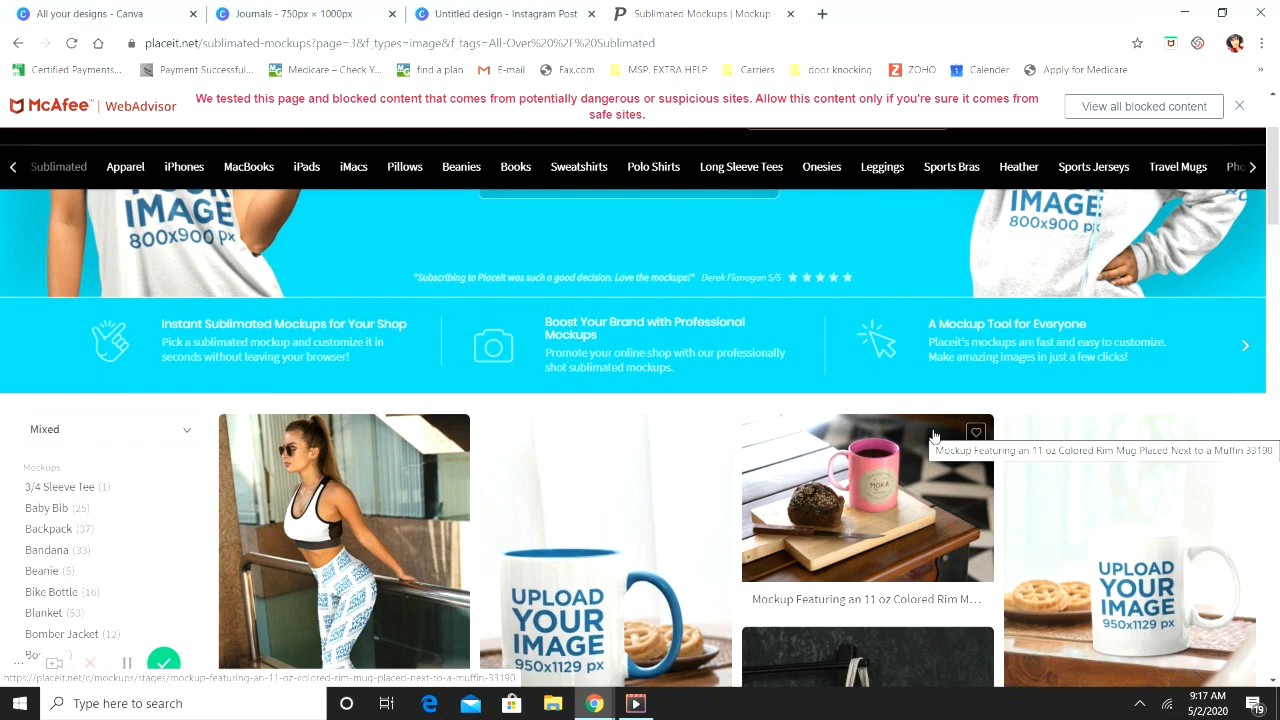 All your designs - Canva
Journals - 750px × 1000px
Untitled design - Instagram Post
Sublimated Mockups | Mockup
placeit.net/sublimated-mockups?page=3&f_types=image&f_tags=All-Over%20%2F%20Sublimated
Certified Payments...
Payment Successful...
Medicare – Check Y...
find a plan
E-mail
Fax.com
MSP. EXTRA HELP
Carriers
door knocking
ZOHO
Calender
Apply for Medicare
McAfee™ | WebAdvisor
We tested this page and blocked content that comes from potentially dangerous or suspicious sites. Allow this content only if you're sure it comes from
safe sites.
View all blocked content
Sublimated
Apparel
iPhones
MacBooks
iPads
iMacs
Pillows
Beanies
Books
Sweatshirts
Polo Shirts
Long Sleeve Tees
Onesies
Leggings
Sports Bras
Heather
Sports Jerseys
Travel Mugs
Pho
YOUR
IMAGE
800x900 px
IMAGE
800x900 px
"Subscribing to Placeit was such a good decision. Love the mockups!" Derek Flanagan 5/5
Instant Sublimated Mockups for Your Shop
Pick a sublimated mockup and customize it in
seconds without leaving your browser!
Boost Your Brand with Professional
Mockups
Promote your online shop with our professionally
shot sublimated mockups.
A Mockup Tool for Everyone
Placeit's mockups are fast and easy to customize.
Make amazing images in just a few clicks!
Mixed
Mockups
3/4 Sleeve Tee (1)
Baby Bib (25)
Backpack (37)
Bandana (33)
Beanie (5)
Bike Bottle (16)
Blanket (53)
Bomber Jacket (12)
UPLOAD
YOUR
IMAGE
950x1129 px
MOKA
Mockup Featuring an 11 oz Colored Rim Mug Placed Next to a Muffin 33190
Mockup Featuring an 11 oz Colored Rim M...
UPLOAD
YOUR
IMAGE
950x1129 px
https://placeit.net/c/mockups/stages/mockup-featuring-an-11-oz-colored-rim-mug-placed-next-to-a-muffin-33190
Type here to search
9:17 AM
5/2/2020
19